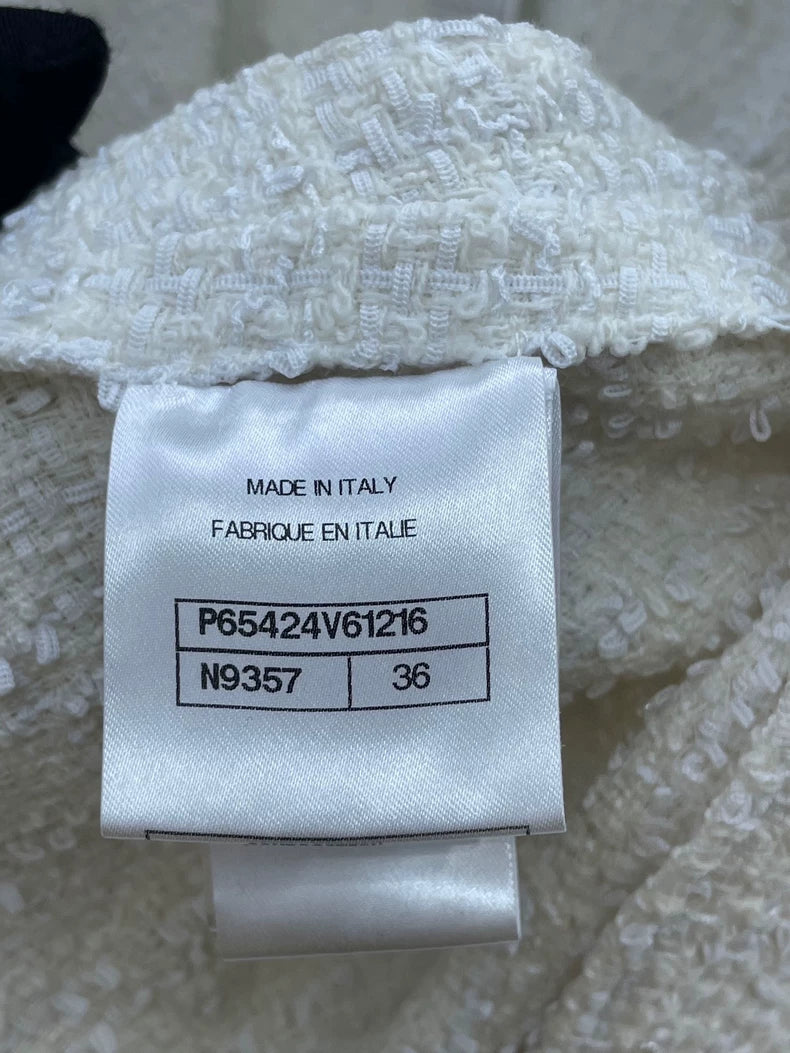 MADE IN ITALY
FABRIQUE EN ITALIE
P65424V61216
N9357 36